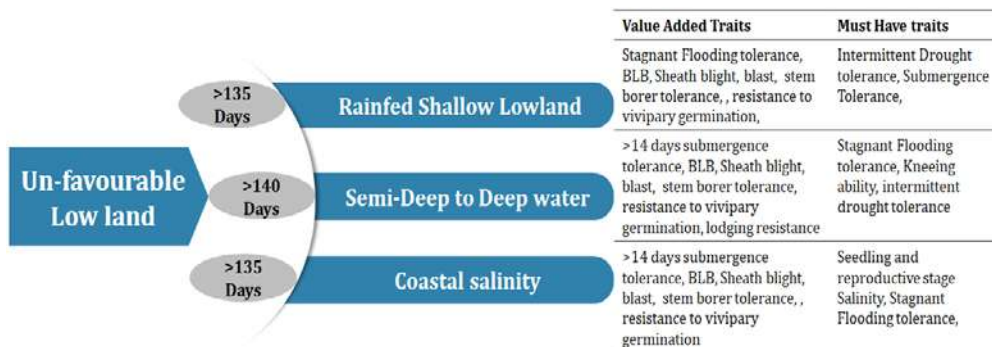 Un-favourable
Low land
>135
Days
Rainfed Shallow Lowland
>140
Days
Semi-Deep to Deep water
>135
Days
Coastal salinity
Value Added Traits
Must Have traits
Stagnant Flooding tolerance,
BLB, Sheath blight, blast, stem
borer tolerance, , resistance to
vivipary germination,
Intermittent Drought
tolerance, Submergence
Tolerance,
>14 days submergence
tolerance, BLB, Sheath blight,
blast, stem borer tolerance,
resistance to vivipary
germination, lodging resistance
Stagnant Flooding
tolerance, Kneeing
ability, intermittent
drought tolerance
>14 days submergence
tolerance, BLB, Sheath blight,
blast, stem borer tolerance, ,
resistance to vivipary
germination
Seedling and
reproductive stage
Salinity, Stagnant
Flooding tolerance,